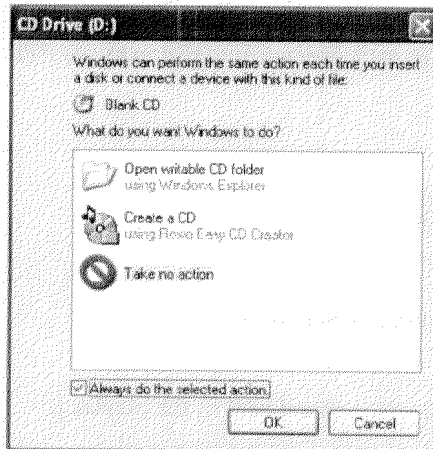 CD Drive (D:)
Windows can perform the same action each time you insert
a disk or connect a device with this kind of file:
Blank CD
What do you want Windows to do?
Open writable CD folder
using Windows Explorer
Create a CD
using Roxio Easy CD Creator
Take no action
Always do the selected action.
OK
Cancel